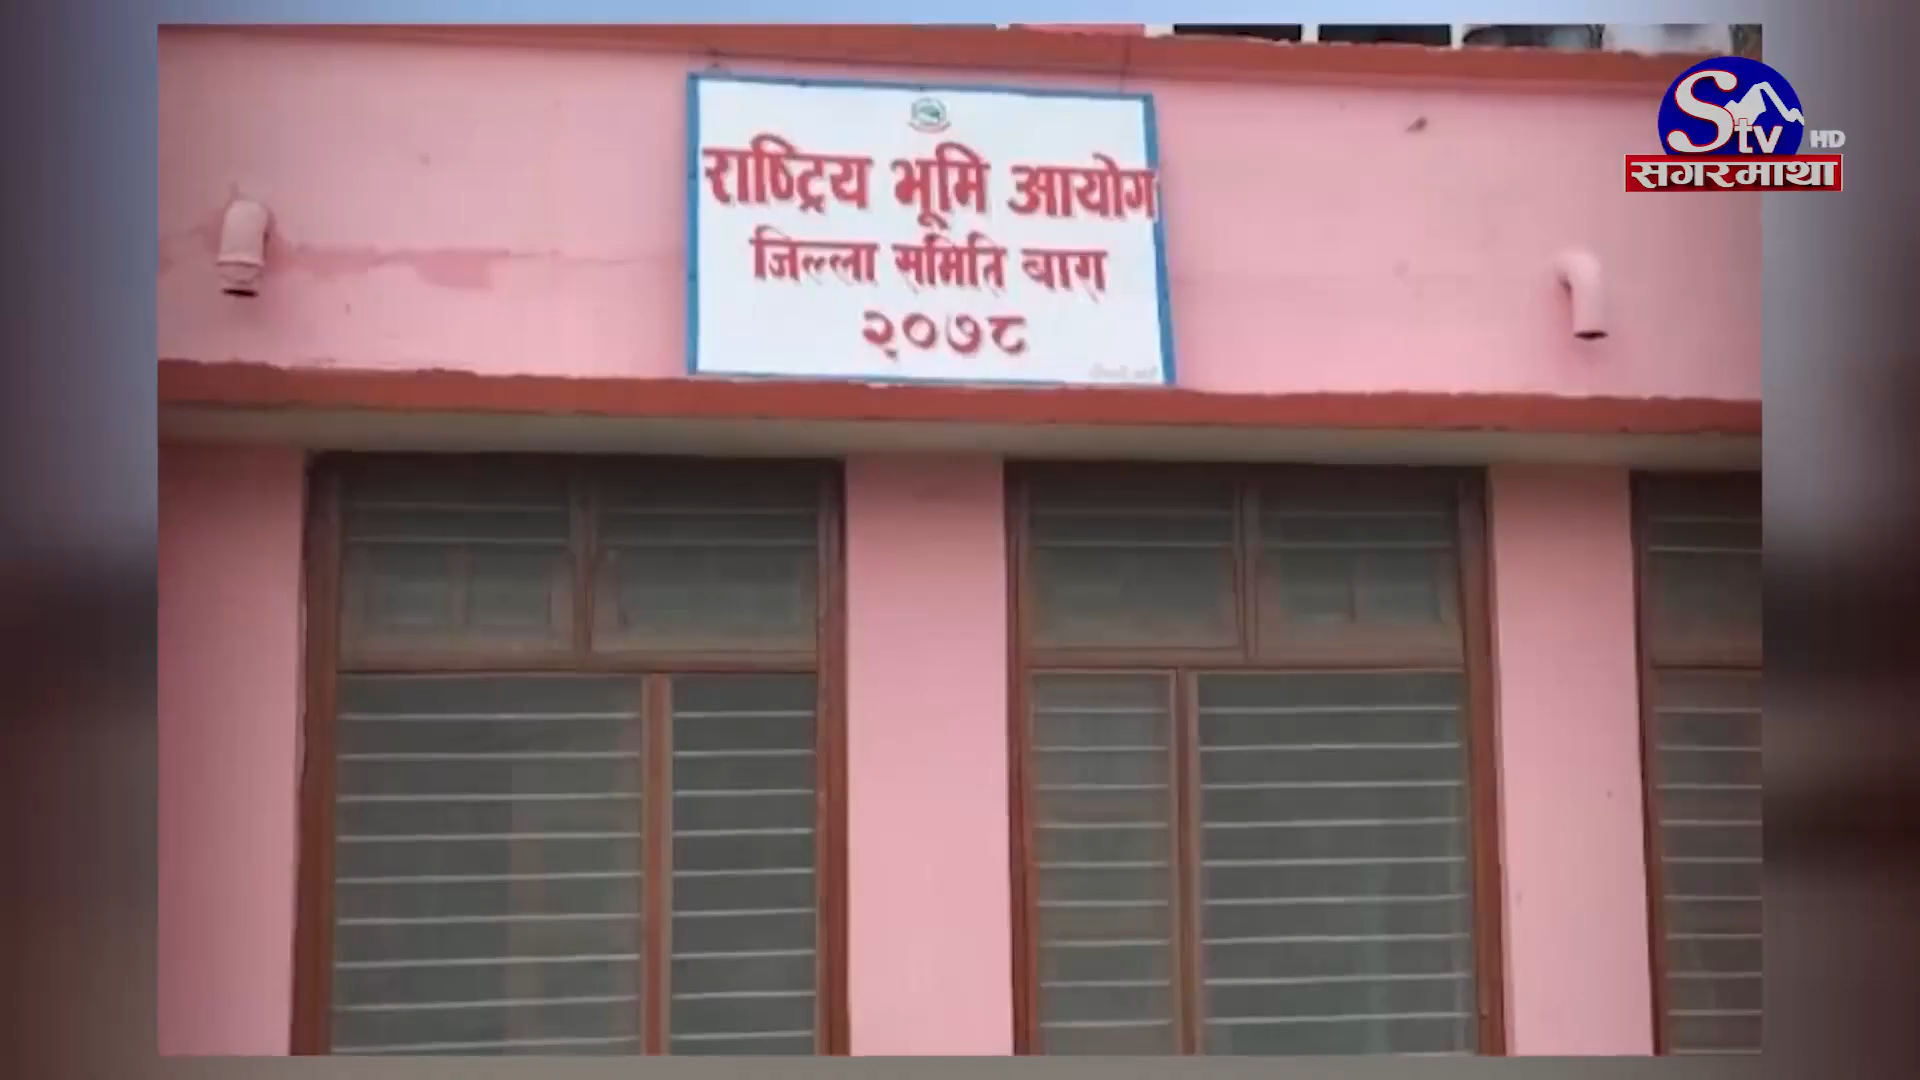 राष्ट्रिय भूमि आयोग
जिल्ला समिति बारा
२०७८
Stv HD
सगरमाथा